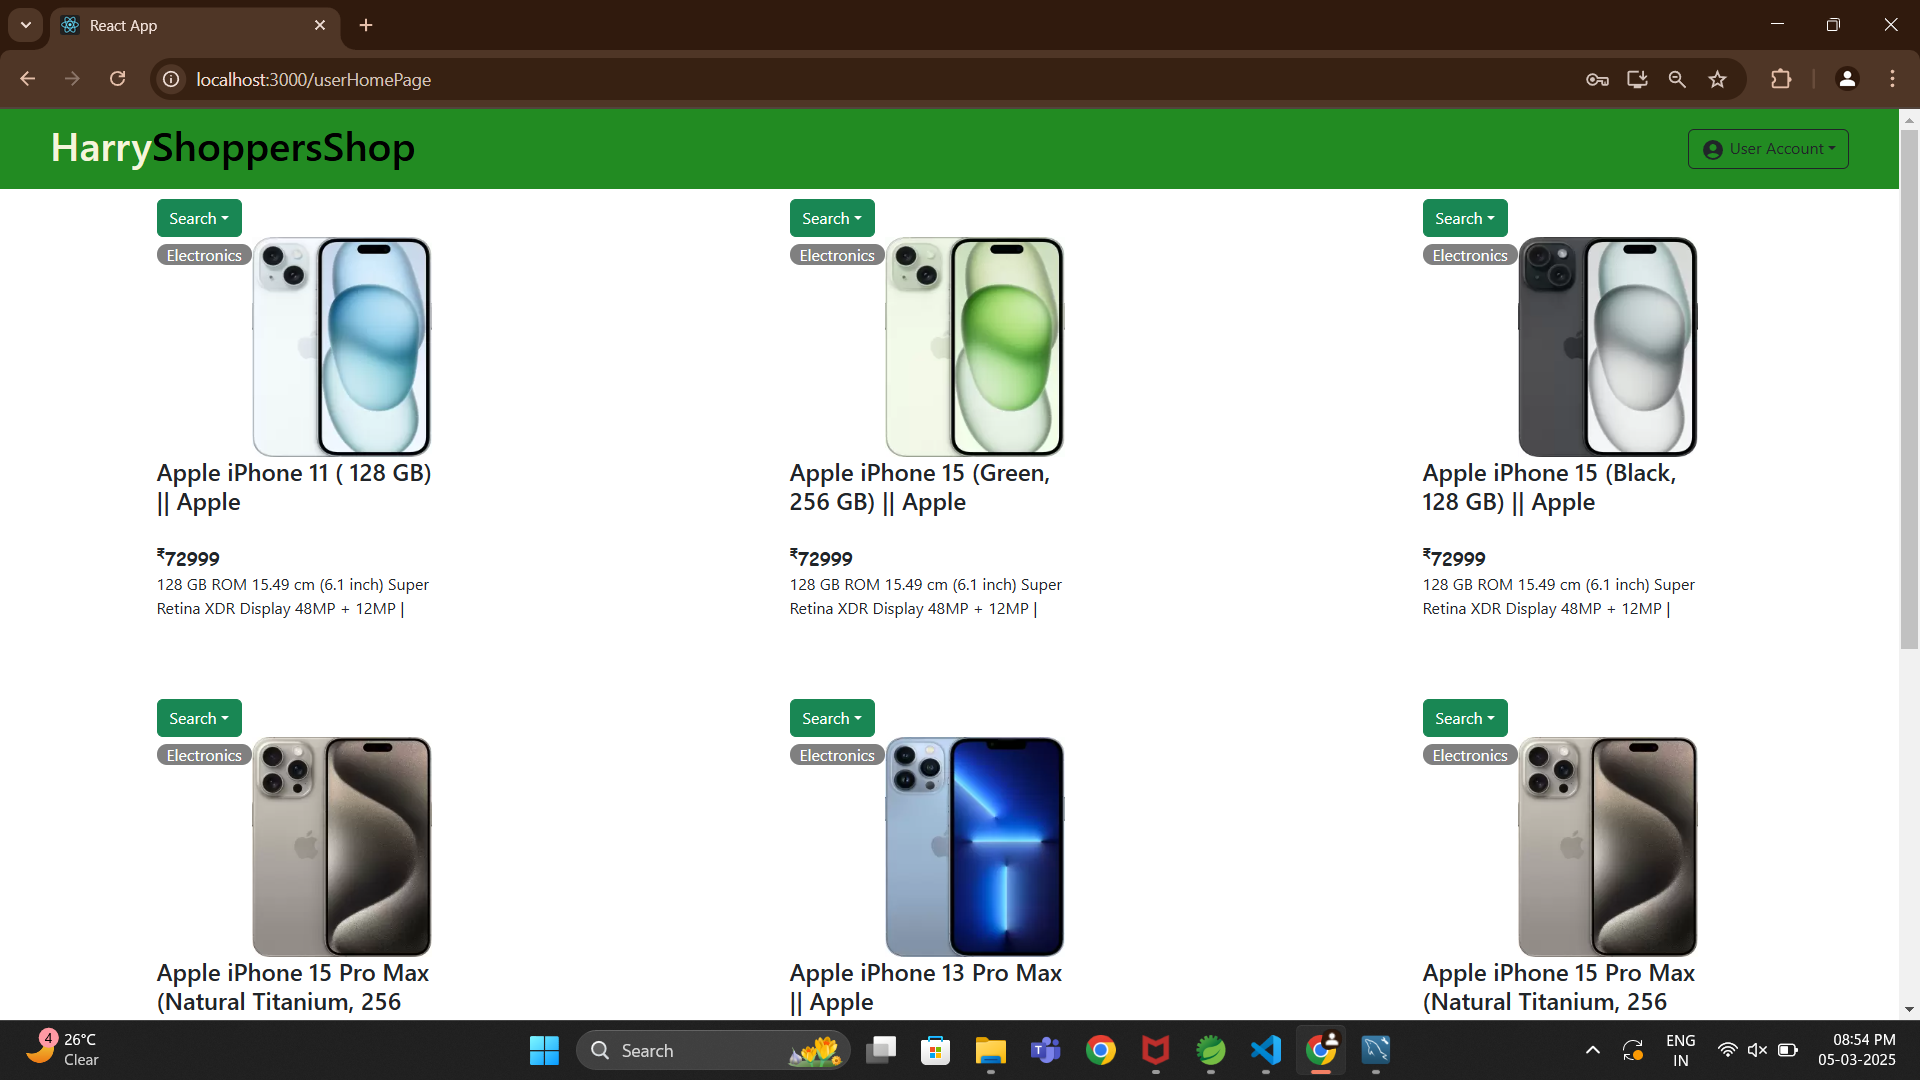 React App
localhost:3000/userHomePage
HarryShoppersShop
User Account
Search
Electronics
Apple iPhone 11 ( 128 GB)
|| Apple
₹72999
128 GB ROM 15.49 cm (6.1 inch) Super
Retina XDR Display 48MP + 12MP |
Search
Electronics
Apple iPhone 15 (Green,
256 GB) || Apple
₹72999
128 GB ROM 15.49 cm (6.1 inch) Super
Retina XDR Display 48MP + 12MP |
Search
Electronics
Apple iPhone 15 (Black,
128 GB) || Apple
₹72999
128 GB ROM 15.49 cm (6.1 inch) Super
Retina XDR Display 48MP + 12MP |
Search
Electronics
Apple iPhone 15 Pro Max
(Natural Titanium, 256
Search
Electronics
Apple iPhone 13 Pro Max
|| Apple
Search
Electronics
Apple iPhone 15 Pro Max
(Natural Titanium, 256
4
26°C
Clear
Search
ENG
IN
08:54 PM
05-03-2025